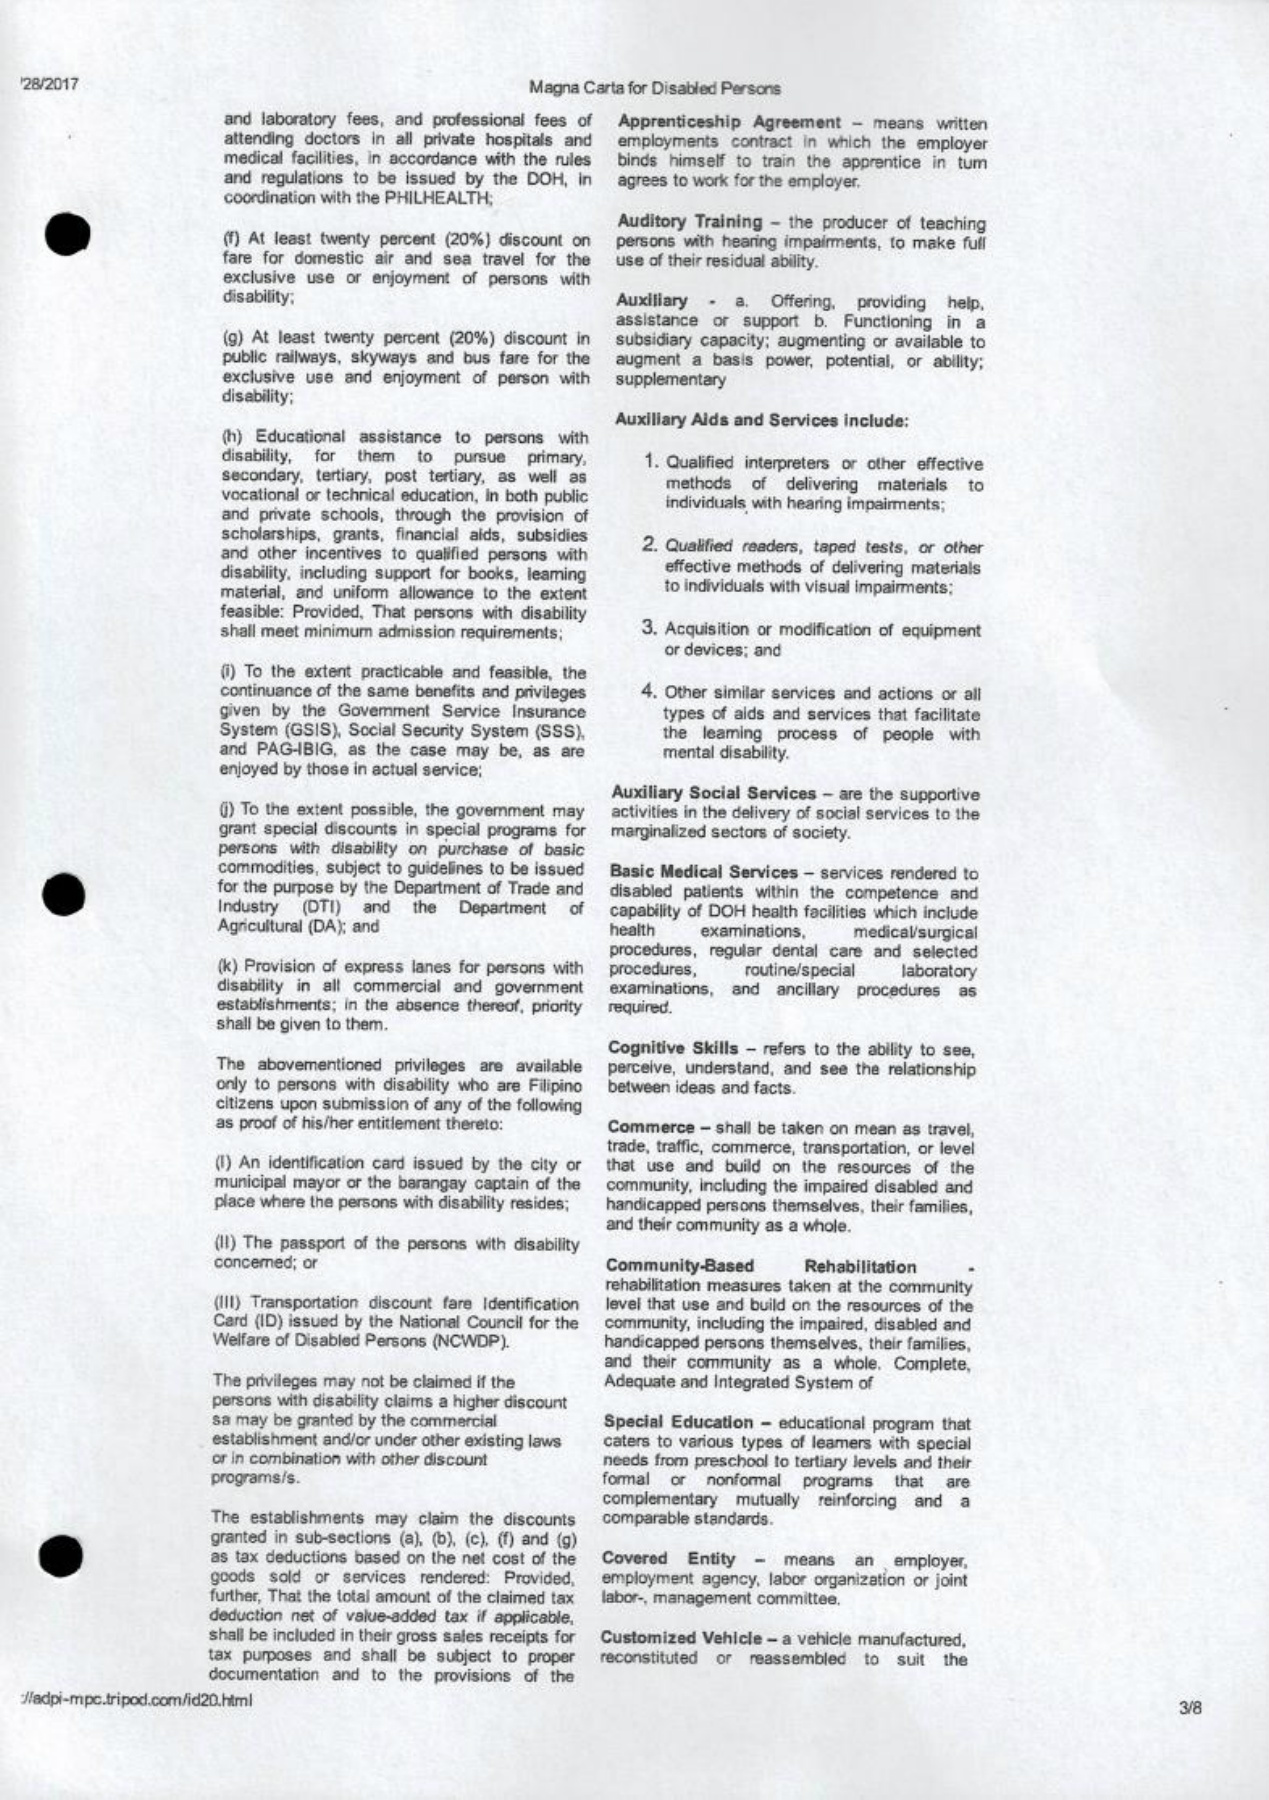 '28/2017
Magna Carta for Disabled Persons
and laboratory fees, and professional fees of
attending doctors in all private hospitals and
medical facilities, in accordance with the rules
and regulations to be issued by the DOH, in
coordination with the PHILHEALTH;
(f) At least twenty percent (20%) discount on
fare for domestic air and sea travel for the
exclusive use or enjoyment of persons with
disability;
(g) At least twenty percent (20%) discount in
public railways, skyways and bus fare for the
exclusive use and enjoyment of person with
disability;
(h) Educational assistance to persons with
disability, for them to pursue primary,
secondary, tertiary, post tertiary, as well as
vocational or technical education, in both public
and private schools, through the provision of
scholarships, grants, financial aids, subsidies
and other incentives to qualified persons with
disability, including support for books, learning
material, and uniform allowance to the extent
feasible: Provided, That persons with disability
shall meet minimum admission requirements;
(i) To the extent practicable and feasible, the
continuance of the same benefits and privileges
given by the Government Service Insurance
System (GSIS), Social Security System (SSS),
and PAG-IBIG, as the case may be, as are
enjoyed by those in actual service;
(j) To the extent possible, the government may
grant special discounts in special programs for
persons with disability on purchase of basic
commodities, subject to guidelines to be issued
for the purpose by the Department of Trade and
Industry (DTI) and the Department of
Agricultural (DA); and
(k) Provision of express lanes for persons with
disability in all commercial and government
establishments; in the absence thereof, priority
shall be given to them.
The abovementioned privileges are available
only to persons with disability who are Filipino
citizens upon submission of any of the following
as proof of his/her entitlement thereto:
(I) An identification card issued by the city or
municipal mayor or the barangay captain of the
place where the persons with disability resides;
(II) The passport of the persons with disability
concerned; or
(III) Transportation discount fare Identification
Card (ID) issued by the National Council for the
Welfare of Disabled Persons (NCWDP).
The privileges may not be claimed if the
persons with disability claims a higher discount
sa may be granted by the commercial
establishment and/or under other existing laws
or in combination with other discount
programs/s.
The establishments may claim the discounts
granted in sub-sections (a), (b), (c), (f) and (g)
as tax deductions based on the net cost of the
goods sold or services rendered: Provided,
further, That the total amount of the claimed tax
deduction net of value-added tax if applicable,
shall be included in their gross sales receipts for
tax purposes and shall be subject to proper
documentation and to the provisions of the
Apprenticeship Agreement – means written
employments contract in which the employer
binds himself to train the apprentice in turn
agrees to work for the employer.
Auditory Training – the producer of teaching
persons with hearing impairments, to make full
use of their residual ability.
Auxiliary - a. Offering, providing help,
assistance or support b. Functioning in a
subsidiary capacity; augmenting or available to
augment a basis power, potential, or ability;
supplementary
Auxiliary Aids and Services include:
1. Qualified interpreters or other effective
methods of delivering materials to
individuals with hearing impairments;
2. Qualified readers, taped tests, or other
effective methods of delivering materials
to individuals with visual impairments;
3. Acquisition or modification of equipment
or devices; and
4. Other similar services and actions or all
types of aids and services that facilitate
the learning process of people with
mental disability.
Auxiliary Social Services – are the supportive
activities in the delivery of social services to the
marginalized sectors of society.
Basic Medical Services – services rendered to
disabled patients within the competence and
capability of DOH health facilities which include
health examinations, medical/surgical
procedures, regular dental care and selected
procedures, routine/special laboratory
examinations, and ancillary procedures as
required.
Cognitive Skills – refers to the ability to see,
perceive, understand, and see the relationship
between ideas and facts.
Commerce – shall be taken on mean as travel,
trade, traffic, commerce, transportation, or level
that use and build on the resources of the
community, including the impaired disabled and
handicapped persons themselves, their families,
and their community as a whole.
Community-Based Rehabilitation -
rehabilitation measures taken at the community
level that use and build on the resources of the
community, including the impaired, disabled and
handicapped persons themselves, their families,
and their community as a whole. Complete,
Adequate and Integrated System of
Special Education – educational program that
caters to various types of learners with special
needs from preschool to tertiary levels and their
formal or nonformal programs that are
complementary mutually reinforcing and a
comparable standards.
Covered Entity – means an employer,
employment agency, labor organization or joint
labor-, management committee.
Customized Vehicle – a vehicle manufactured,
reconstituted or reassembled to suit the
://adpi-mpc.tripod.com/id20.html
3/8